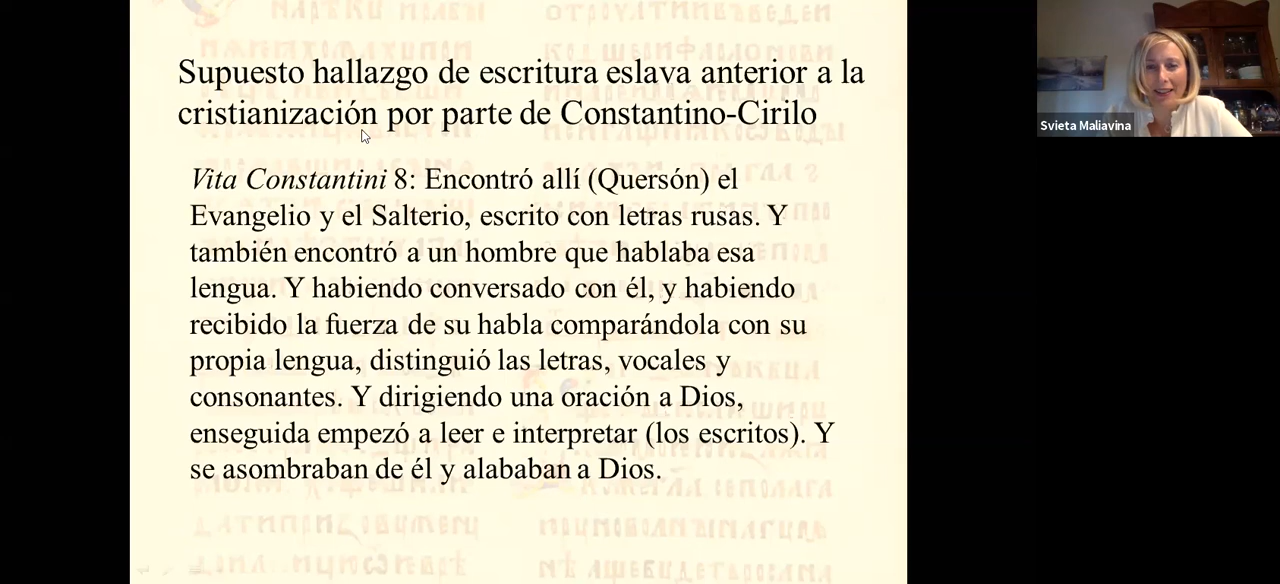 Supuesto hallazgo de escritura eslava anterior a la
cristianización por parte de Constantino-Cirilo
Vita Constantini 8: Encontró allí (Quersón) el
Evangelio y el Salterio, escrito con letras rusas. Y
también encontró a un hombre que hablaba esa
lengua. Y habiendo conversado con él, y habiendo
recibido la fuerza de su habla comparándola con su
propia lengua, distinguió las letras, vocales y
consonantes. Y dirigiendo una oración a Dios,
enseguida empezó a leer e interpretar (los escritos). Y
se asombraban de él y alababan a Dios.
Svieta Maliavina